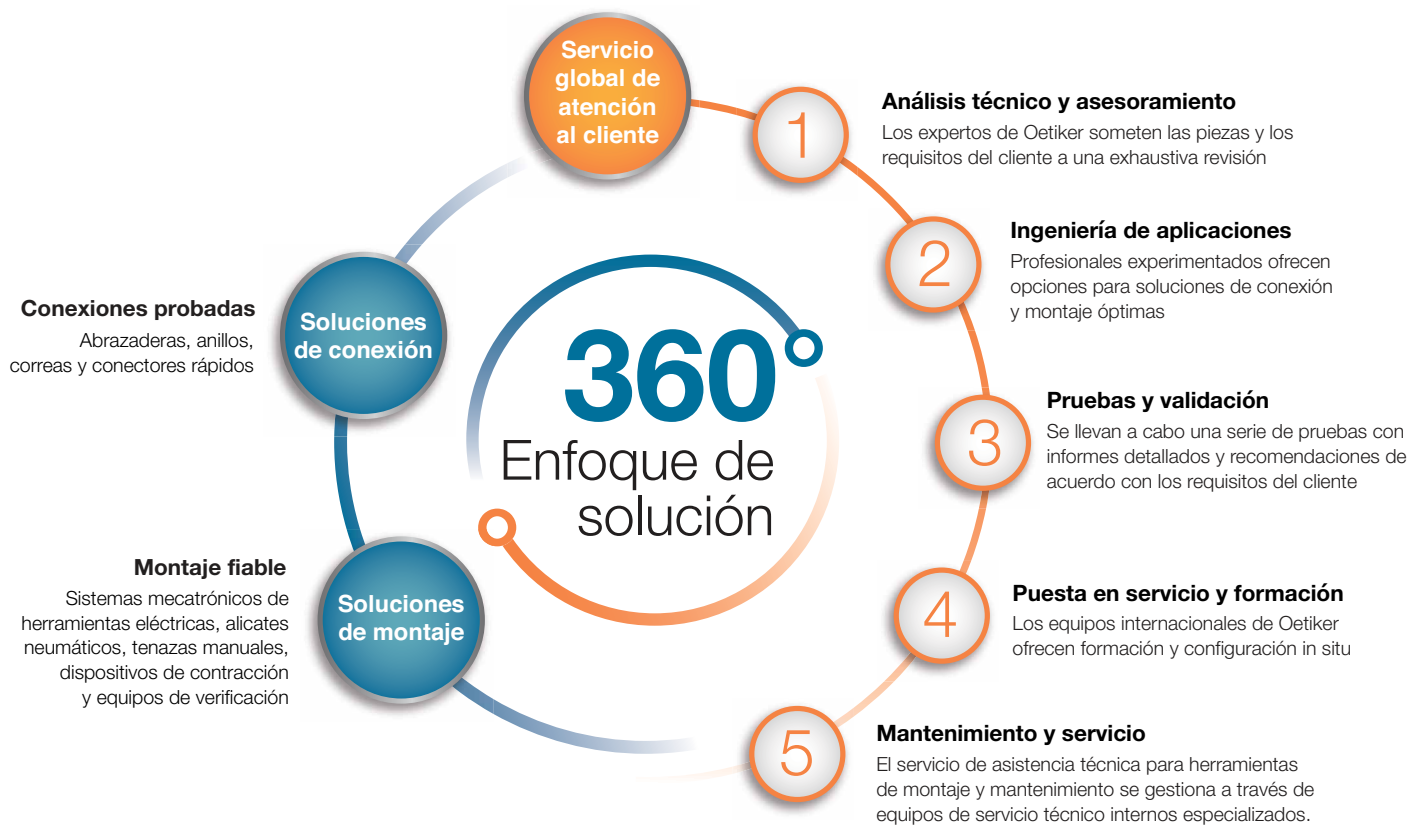 Servicio
global de
atención
al cliente
1
Análisis técnico y asesoramiento
Los expertos de Oetiker someten las piezas y los
requisitos del cliente a una exhaustiva revisión
2
Ingeniería de aplicaciones
Profesionales experimentados ofrecen
opciones para soluciones de conexión
y montaje óptimas
3
Pruebas y validación
Se llevan a cabo una serie de pruebas con
informes detallados y recomendaciones de
acuerdo con los requisitos del cliente
4
Puesta en servicio y formación
Los equipos internacionales de Oetiker
ofrecen formación y configuración in situ
5
Mantenimiento y servicio
El servicio de asistencia técnica para herramientas
de montaje y mantenimiento se gestiona a través de
equipos de servicio técnico internos especializados.
Conexiones probadas
Abrazaderas, anillos,
correas y conectores rápidos
Soluciones
de conexión
360°
Enfoque de
solución
Montaje fiable
Sistemas mecatrónicos de
herramientas eléctricas, alicates
neumáticos, tenazas manuales,
dispositivos de contracción
y equipos de verificación
Soluciones
de montaje